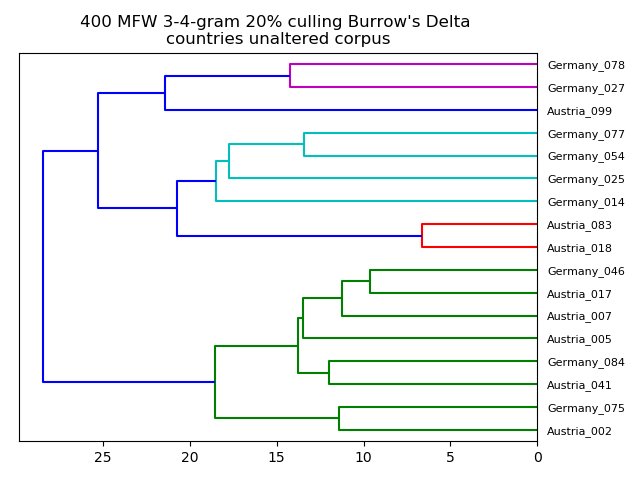 400 MFW 3-4-gram 20% culling Burrow's Delta
countries unaltered corpus
Germany_078
Germany_027
Austria_099
Germany_077
Germany_054
Germany_025
Germany_014
Austria_083
Austria_018
Germany_046
Austria_017
Austria_007
Austria_005
Germany_084
Austria_041
Germany_075
Austria_002
25 20 15 10 5 0